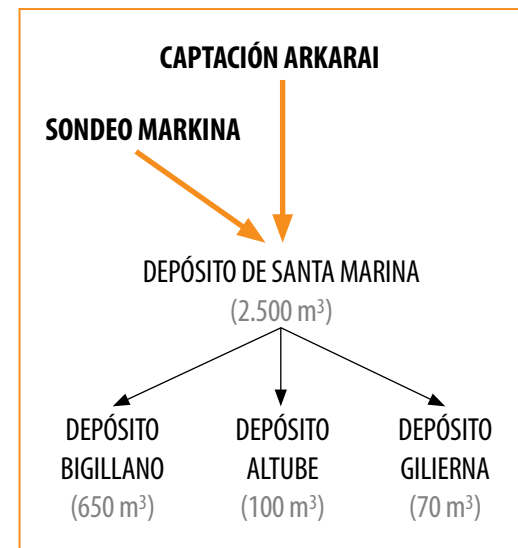 CAPTACIÓN ARKARAI
SONDEO MARKINA
DEPÓSITO DE SANTA MARINA
(2.500 m³)
DEPÓSITO
BIGILLANO
(650 m³)
DEPÓSITO
ALTUBE
(100 m³)
DEPÓSITO
GILIERNA
(70 m³)